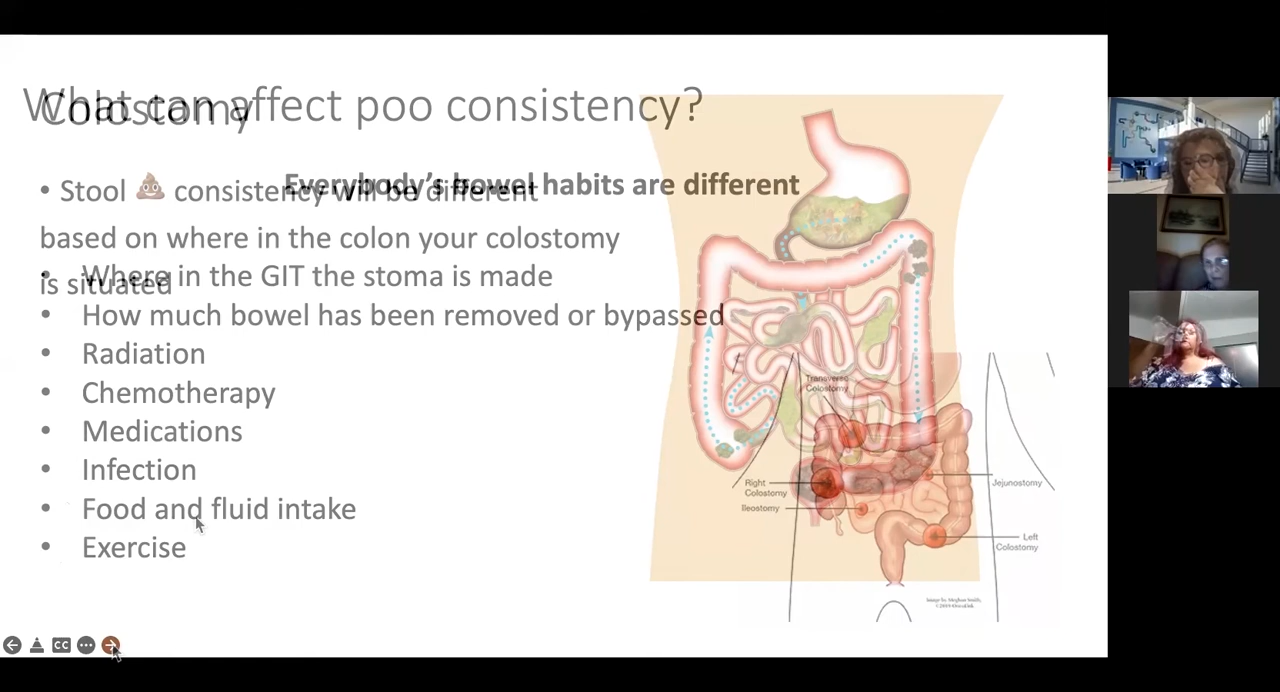 What can affect poo consistency?
Colostomy
Everybody's bowel habits are different
• Stool 💩 consistency will be different
based on where in the colon your colostomy
is situated
• Where in the GIT the stoma is made
• How much bowel has been removed or bypassed
• Radiation
• Chemotherapy
• Medications
• Infection
• Food and fluid intake
• Exercise
Transverse
Colostomy
Right
Colostomy
Ileostomy
Jejunostomy
Left
Colostomy
CC